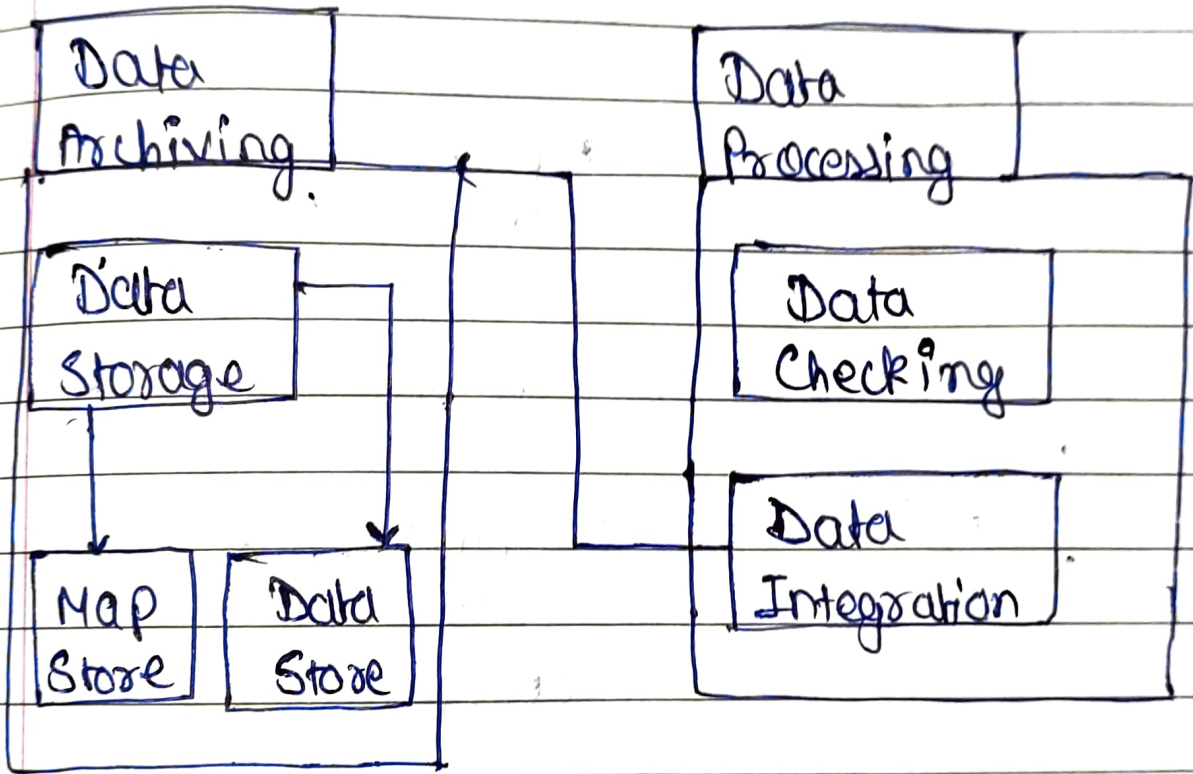 Data
Archiving
Data
Processing
Data
Storage
Data
Checking
Map
Store
Data
Store
Data
Integration